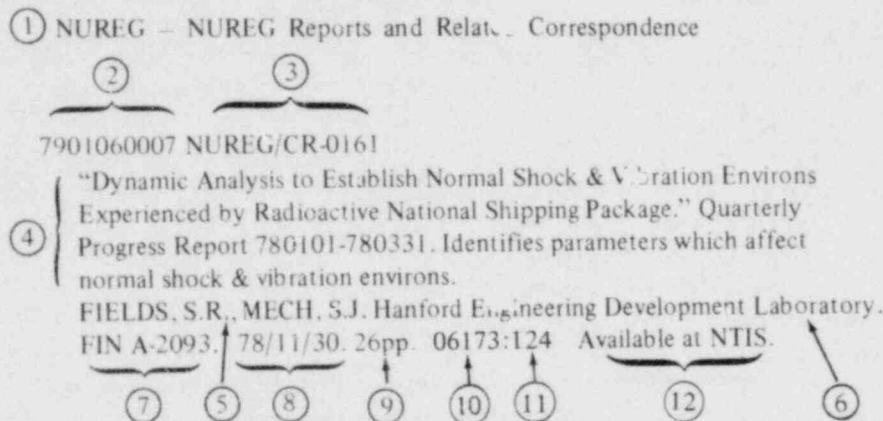 ① NUREG – NUREG Reports and Correspondence
② ③
7901060007 NUREG/CR-0161
④ "Dynamic Analysis to Establish Normal Shock & Environs
Experienced by Radioactive National Shipping Package." Quarterly
Progress Report 780101-780331. Identifies parameters which affect
normal shock & vibration environs.
FIELDS, S.R., MECH, S.J. Hanford Engineering Development Laboratory.
FIN A-2093. 78/11/30. 26pp. 06173:124 Available at NTIS.
⑦ ⑤ ⑧ ⑨ ⑩ ⑪ ⑫ ⑥